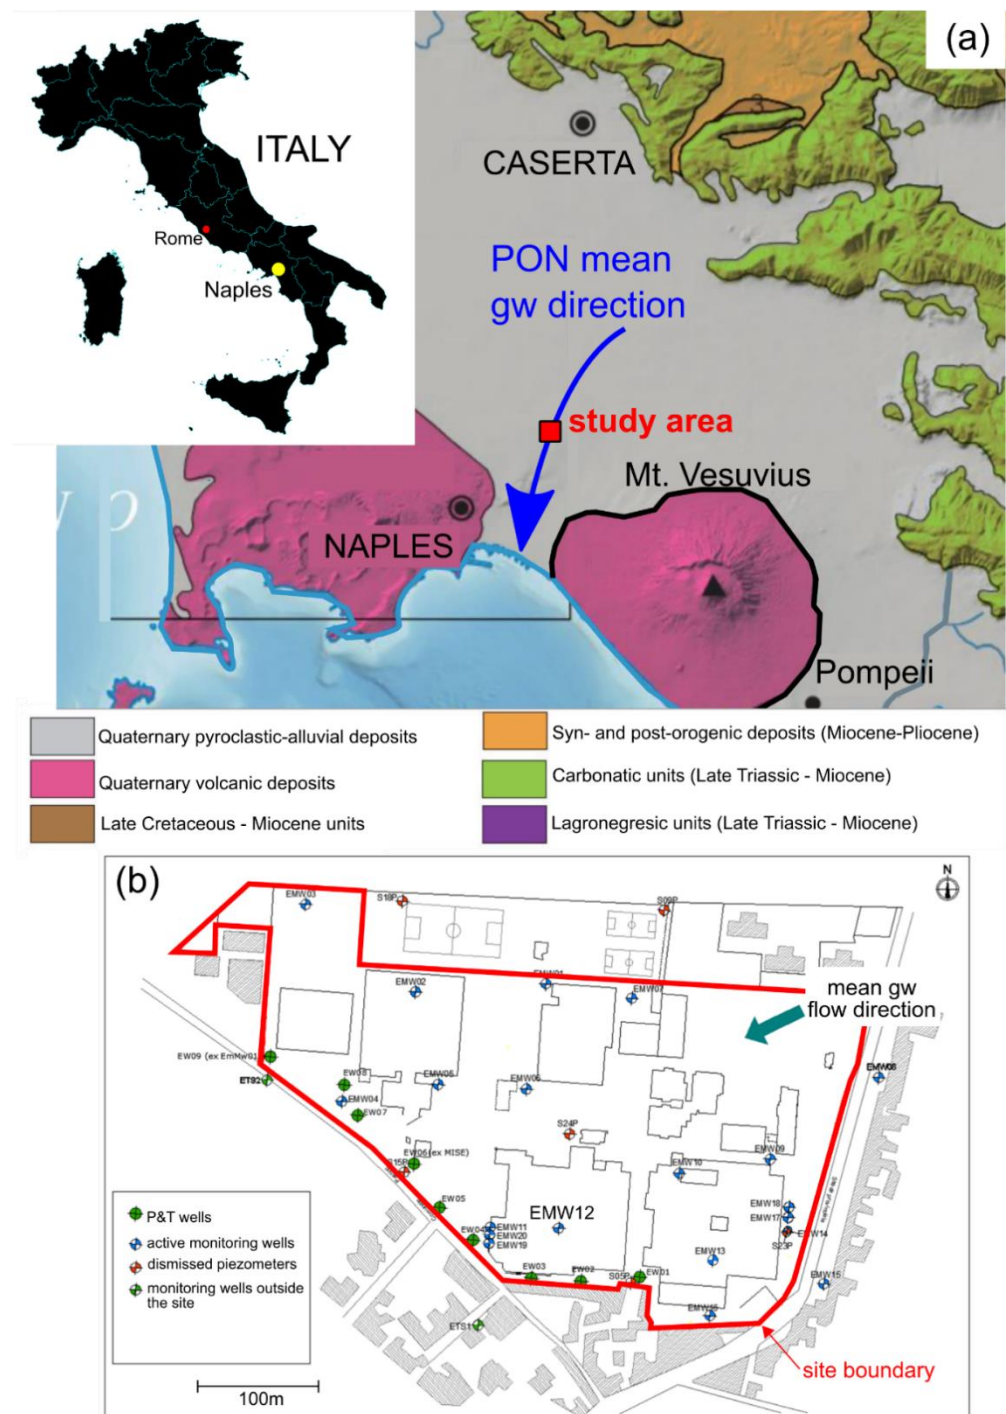 (a)
ITALY
Rome
Naples
CASERTA
PON mean
gw direction
study area
Mt. Vesuvius
NAPLES
Pompeii
Quaternary pyroclastic-alluvial deposits
Quaternary volcanic deposits
Late Cretaceous - Miocene units
Syn- and post-orogenic deposits (Miocene-Pliocene)
Carbonatic units (Late Triassic - Miocene)
Lagronegresic units (Late Triassic - Miocene)
(b)
N
EMW03
S18P
S09P
EMW02
EMW01
EMW07
mean gw
flow direction
EW09 (ex EmMw01)
ETS2
EW08
EMW04
EW07
EMW05
EMW06
EMW08
S24P
EW06(ex MISE)
S15P
EMW09
EMW10
EW05
EW04
EMW11
EMW20
EMW19
EMW12
EMW18
EMW17
EMW14
S23P
EMW13
EMW15
EW03
EW02
S05P
EW01
EMW16
ETS1
P&T wells
active monitoring wells
dismissed piezometers
monitoring wells outside
the site
100m
site boundary